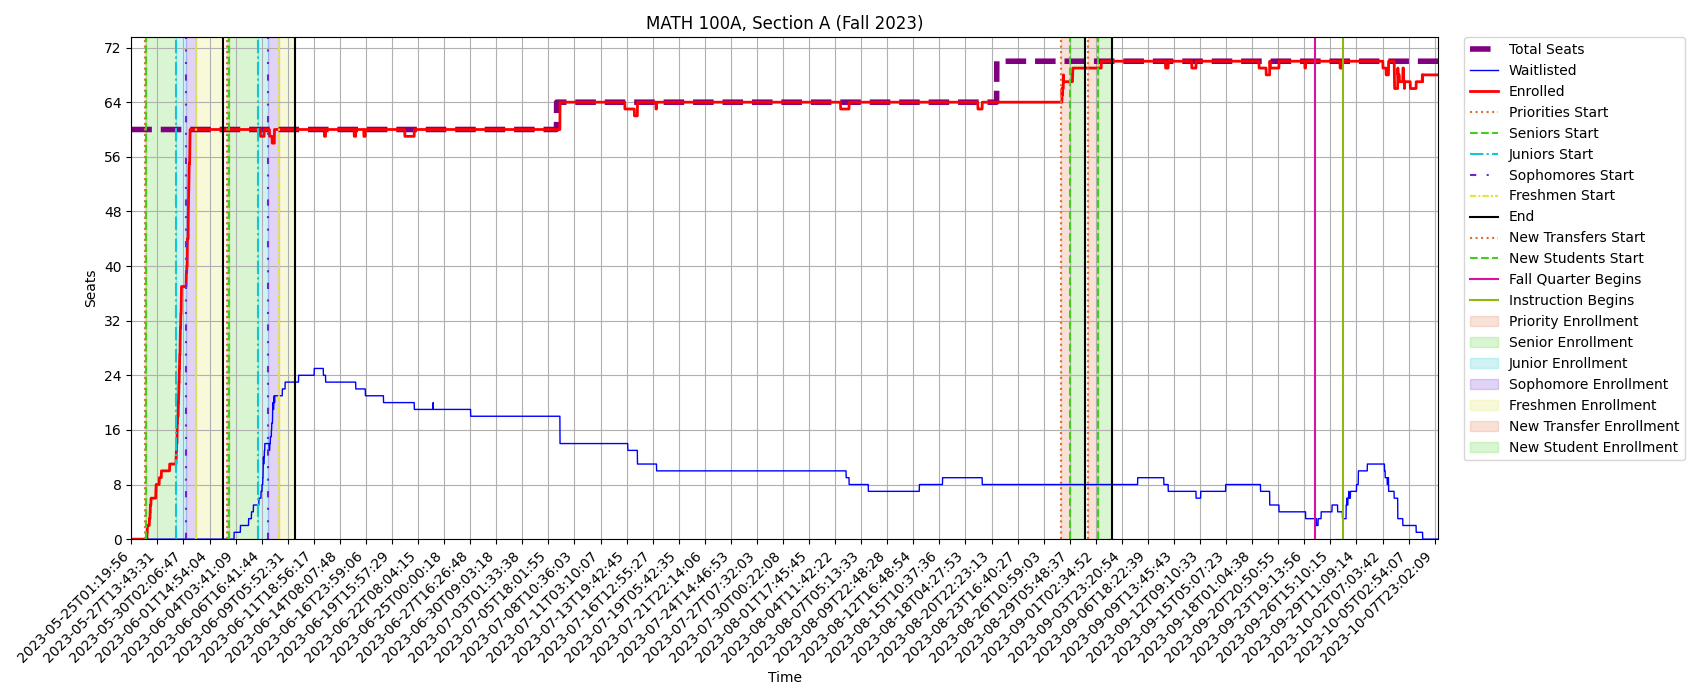 MATH 100A, Section A (Fall 2023)
Seats
72
64
56
48
40
32
24
16
8
0
2023-05-25T01:19:56
2023-05-27T13:43:31
2023-05-30T02:06:47
2023-06-01T14:54:04
2023-06-04T03:41:09
2023-06-06T16:41:44
2023-06-09T05:52:31
2023-06-11T18:56:17
2023-06-14T08:07:48
2023-06-16T23:59:06
2023-06-19T15:57:29
2023-06-22T08:04:15
2023-06-25T00:00:18
2023-06-27T16:26:48
2023-06-30T09:03:18
2023-07-03T01:33:38
2023-07-05T18:01:55
2023-07-08T10:36:03
2023-07-11T03:10:07
2023-07-13T19:42:45
2023-07-16T12:55:27
2023-07-19T05:42:35
2023-07-21T22:14:06
2023-07-24T14:46:53
2023-07-27T07:32:03
2023-07-30T00:22:08
2023-08-01T17:45:45
2023-08-04T11:42:22
2023-08-07T05:13:33
2023-08-09T22:48:28
2023-08-12T16:48:54
2023-08-15T10:37:36
2023-08-18T04:27:53
2023-08-20T22:23:13
2023-08-23T16:40:27
2023-08-26T10:59:03
2023-08-29T05:48:37
2023-09-01T02:34:52
2023-09-03T23:20:54
2023-09-06T18:22:39
2023-09-09T13:45:43
2023-09-12T09:10:33
2023-09-15T05:07:23
2023-09-18T01:04:38
2023-09-20T20:50:55
2023-09-23T19:13:56
2023-09-26T15:10:15
2023-09-29T11:09:14
2023-10-02T07:03:42
2023-10-05T02:54:07
2023-10-07T23:02:09
Time
Total Seats
Waitlisted
Enrolled
Priorities Start
Seniors Start
Juniors Start
Sophomores Start
Freshmen Start
End
New Transfers Start
New Students Start
Fall Quarter Begins
Instruction Begins
Priority Enrollment
Senior Enrollment
Junior Enrollment
Sophomore Enrollment
Freshmen Enrollment
New Transfer Enrollment
New Student Enrollment